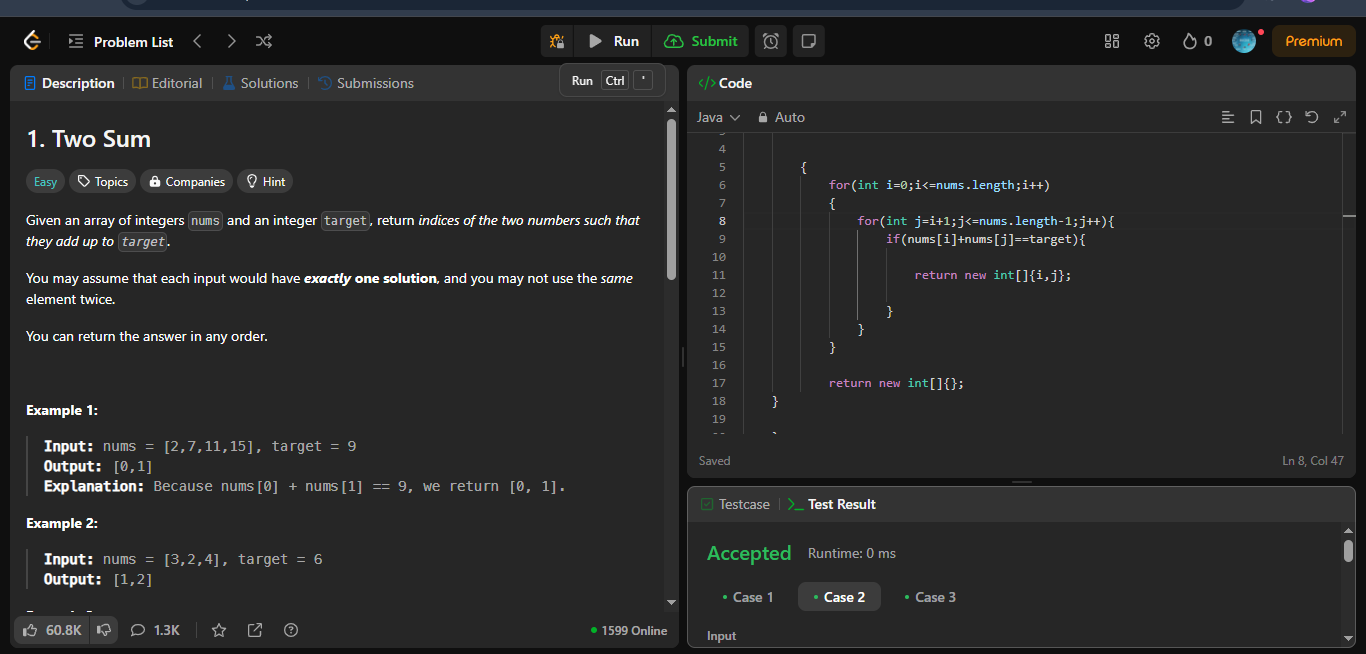 Problem List
Run
Submit
0
Premium
Description
Editorial
Solutions
Submissions
Run Ctrl '
1. Two Sum
Easy
Topics
Companies
Hint
Given an array of integers nums and an integer target, return indices of the two numbers such that
they add up to target.
You may assume that each input would have exactly one solution, and you may not use the same
element twice.
You can return the answer in any order.
Example 1:
Input: nums = [2,7,11,15], target = 9
Output: [0,1]
Explanation: Because nums[0] + nums[1] == 9, we return [0, 1].
Example 2:
Input: nums = [3,2,4], target = 6
Output: [1,2]
60.8K
1.3K
1599 Online
</> Code
Java
Auto
4
5 {
6 for(int i=0;i<=nums.length;i++)
7 {
8 for(int j=i+1;j<=nums.length-1;j++){
9 if(nums[i]+nums[j]==target){
10
11 return new int[]{i,j};
12
13 }
14 }
15 }
16
17 return new int[]{};
18 }
19
Saved
Ln 8, Col 47
Testcase
Test Result
Accepted Runtime: 0 ms
Case 1
Case 2
Case 3
Input